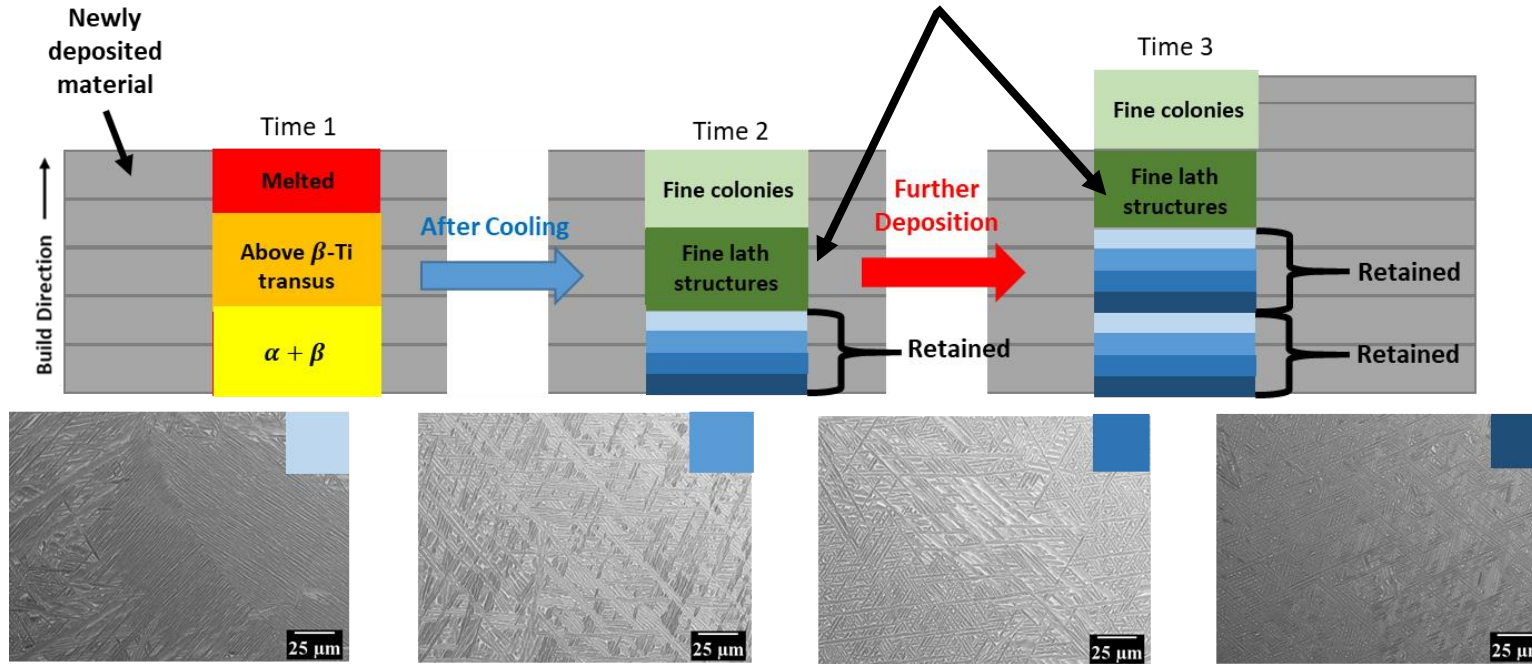 Newly
deposited
material
Build Direction
Time 1
Melted
Above β-Ti
transus
α + β
After Cooling
Time 2
Fine colonies
Fine lath
structures
Retained
Further
Deposition
Time 3
Fine colonies
Fine lath
structures
Retained
Retained
25 μm
25 μm
25 μm
25 μm